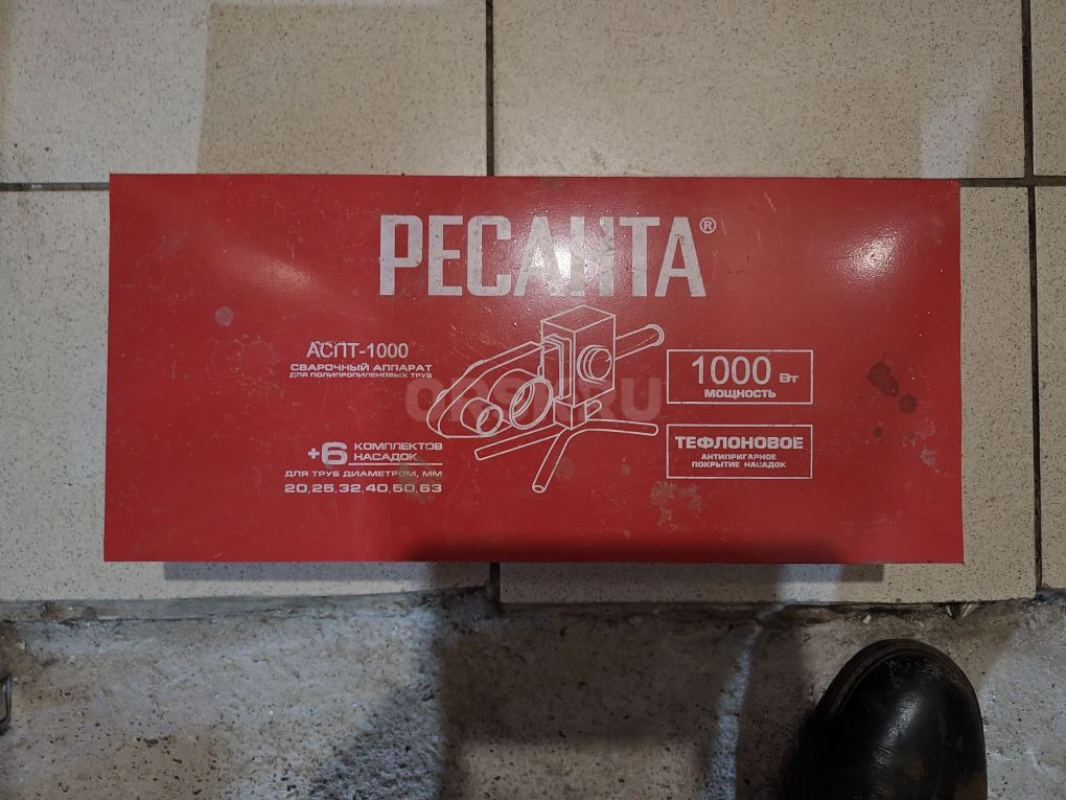 РЕСАНТА®
АСПТ-1000
СВАРОЧНЫЙ АППАРАТ
ДЛЯ ПОЛИПРОПИЛЕНОВЫХ ТРУБ
1000 Вт
МОЩНОСТЬ
+6 КОМПЛЕКТОВ
НАСАДОК
ДЛЯ ТРУБ ДИАМЕТРОМ, ММ
20,25,32,40,50,63
ТЕФЛОНОВОЕ
АНТИПРИГАРНОЕ
ПОКРЫТИЕ НАСАДОК